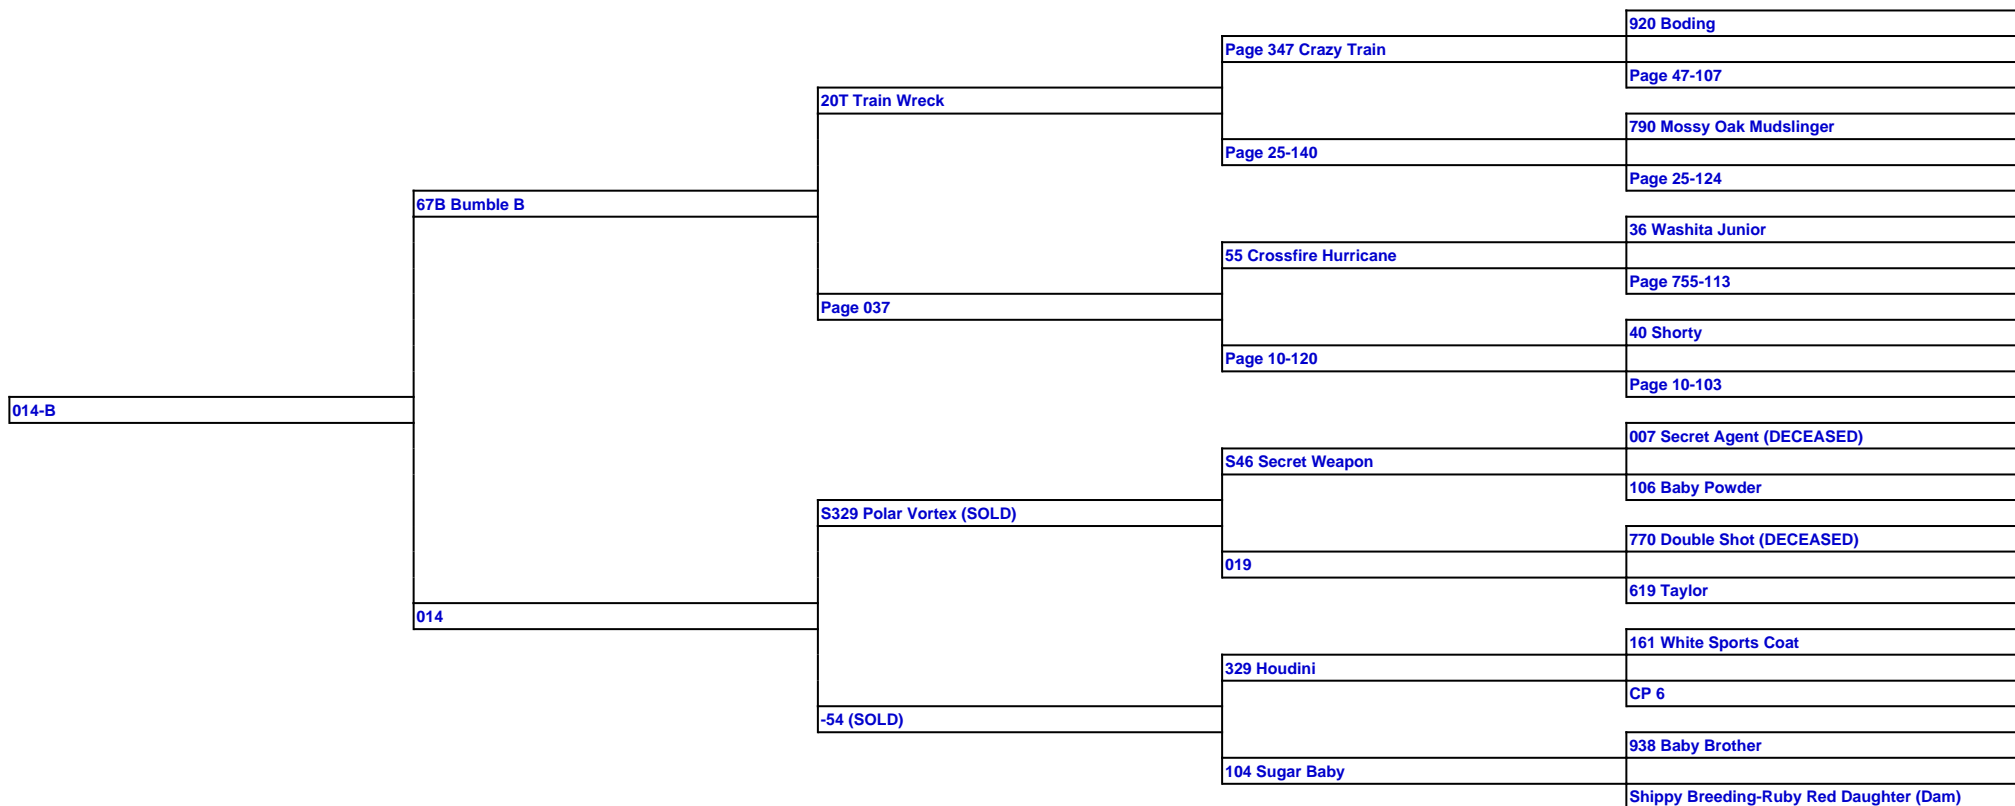 920 Boding
Page 347 Crazy Train
Page 47-107
20T Train Wreck
790 Mossy Oak Mudslinger
Page 25-140
Page 25-124
67B Bumble B
36 Washita Junior
55 Crossfire Hurricane
Page 755-113
Page 037
40 Shorty
Page 10-120
Page 10-103
014-B
007 Secret Agent (DECEASED)
S46 Secret Weapon
106 Baby Powder
S329 Polar Vortex (SOLD)
770 Double Shot (DECEASED)
019
619 Taylor
014
161 White Sports Coat
329 Houdini
CP 6
-54 (SOLD)
938 Baby Brother
104 Sugar Baby
Shippy Breeding-Ruby Red Daughter (Dam)